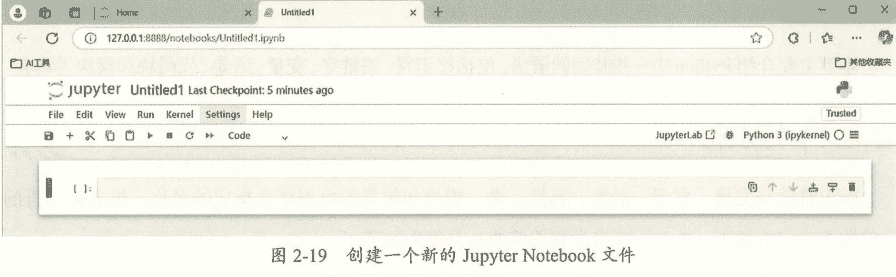 Home
Untitled1
127.0.0.1:8888/notebooks/Untitled1.ipynb
AI工具
其他收藏夹
jupyter Untitled1 Last Checkpoint: 5 minutes ago
File Edit View Run Kernel Settings Help
Trusted
Code
JupyterLab
Python 3 (ipykernel)
[ ]:
图 2-19 创建一个新的 Jupyter Notebook 文件